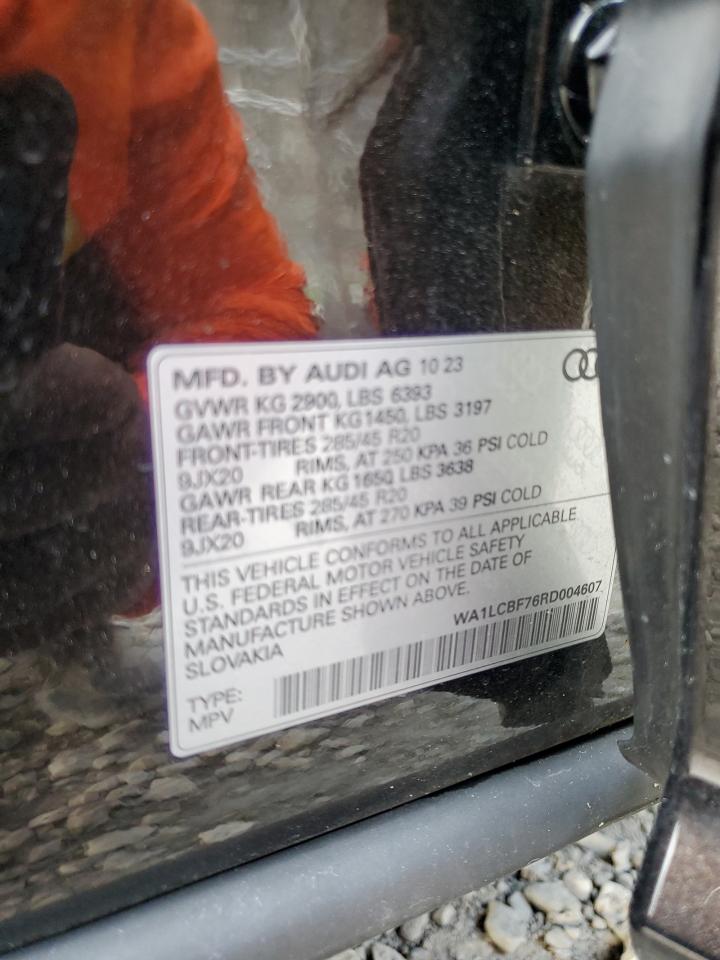 MFD. BY AUDI AG 10 23
GVWR KG 2900, LBS 6393
GAWR FRONT KG1450, LBS 3197
FRONT-TIRES 285/45 R20
9JX20 RIMS, AT 250 KPA 36 PSI COLD
GAWR REAR KG 1650 LBS 3638
REAR-TIRES 285/45 R20
9JX20 RIMS, AT 270 KPA 39 PSI COLD
THIS VEHICLE CONFORMS TO ALL APPLICABLE
U.S. FEDERAL MOTOR VEHICLE SAFETY
STANDARDS IN EFFECT ON THE DATE OF
MANUFACTURE SHOWN ABOVE.
SLOVAKIA WA1LCBF76RD004607
TYPE:
MPV